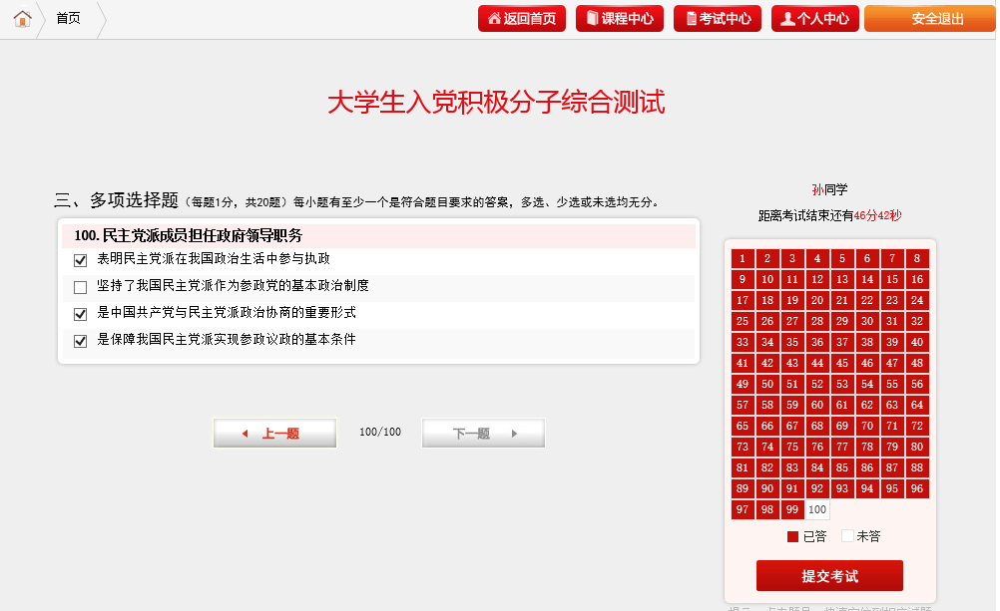 首页
返回首页 课程中心 考试中心 个人中心 安全退出
大学生入党积极分子综合测试
三、多项选择题（每题1分，共20题）每小题有至少一个是符合题目要求的答案，多选、少选或未选均无分。
100. 民主党派成员担任政府领导职务
表明民主党派在我国政治生活中参与执政
坚持了我国民主党派作为参政党的基本政治制度
是中国共产党与民主党派政治协商的重要形式
是保障我国民主党派实现参政议政的基本条件
上一题 100/100 下一题
孙同学
距离考试结束还有46分42秒
1 2 3 4 5 6 7 8
9 10 11 12 13 14 15 16
17 18 19 20 21 22 23 24
25 26 27 28 29 30 31 32
33 34 35 36 37 38 39 40
41 42 43 44 45 46 47 48
49 50 51 52 53 54 55 56
57 58 59 60 61 62 63 64
65 66 67 68 69 70 71 72
73 74 75 76 77 78 79 80
81 82 83 84 85 86 87 88
89 90 91 92 93 94 95 96
97 98 99 100
已答 未答
提交考试